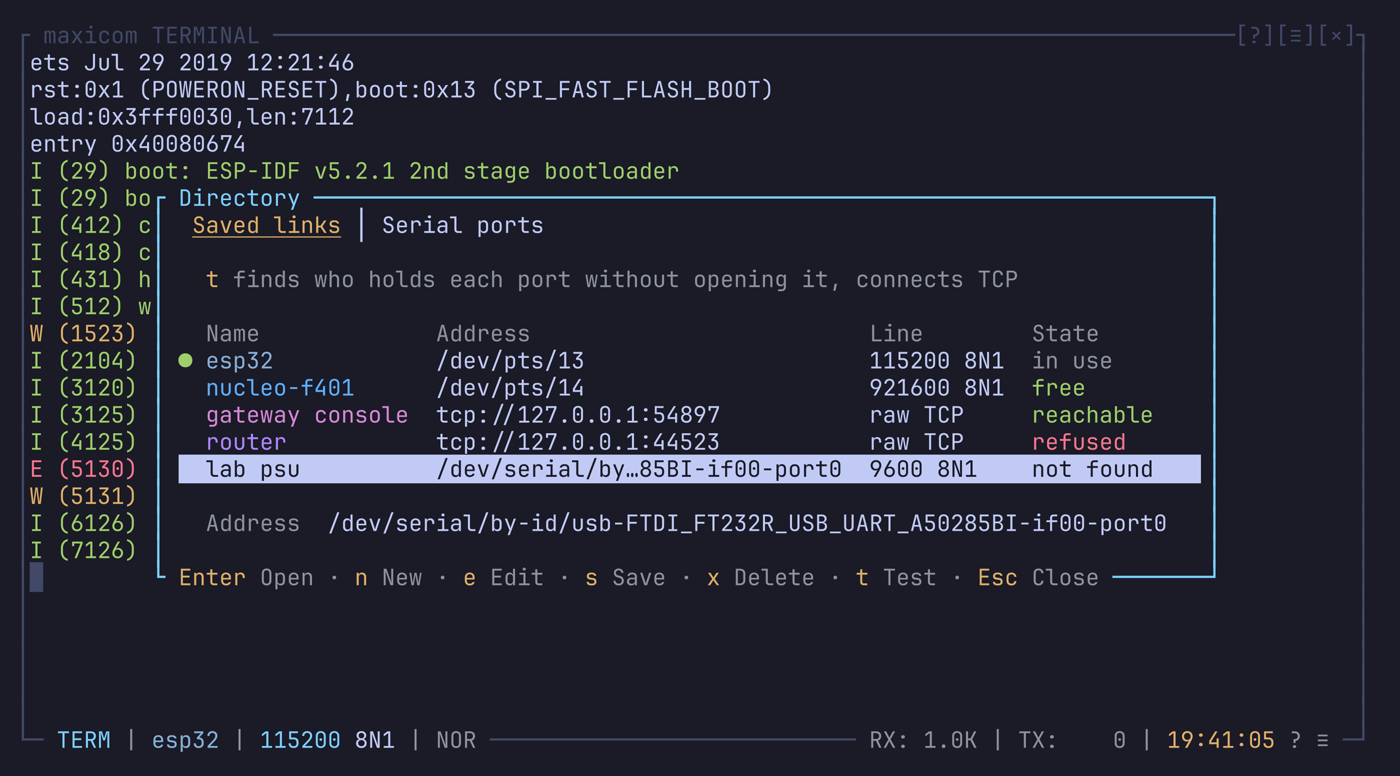 maxicom TERMINAL [?][≡][×]
ets Jul 29 2019 12:21:46
rst:0x1 (POWERON_RESET),boot:0x13 (SPI_FAST_FLASH_BOOT)
load:0x3fff0030,len:7112
entry 0x40080674
I (29) boot: ESP-IDF v5.2.1 2nd stage bootloader
I (29) bo Directory
I (412) c Saved links | Serial ports
I (418) c
I (431) h t finds who holds each port without opening it, connects TCP
I (512) w
W (1523) Name Address Line State
I (2104) ● esp32 /dev/pts/13 115200 8N1 in use
I (3120) nucleo-f401 /dev/pts/14 921600 8N1 free
I (3125) gateway console tcp://127.0.0.1:54897 raw TCP reachable
I (4125) router tcp://127.0.0.1:44523 raw TCP refused
E (5130) lab psu /dev/serial/by…85BI-if00-port0 9600 8N1 not found
W (5131)
I (6126) Address /dev/serial/by-id/usb-FTDI_FT232R_USB_UART_A50285BI-if00-port0
I (7126)
Enter Open · n New · e Edit · s Save · x Delete · t Test · Esc Close
TERM | esp32 | 115200 8N1 | NOR RX: 1.0K | TX: 0 | 19:41:05 ? ≡